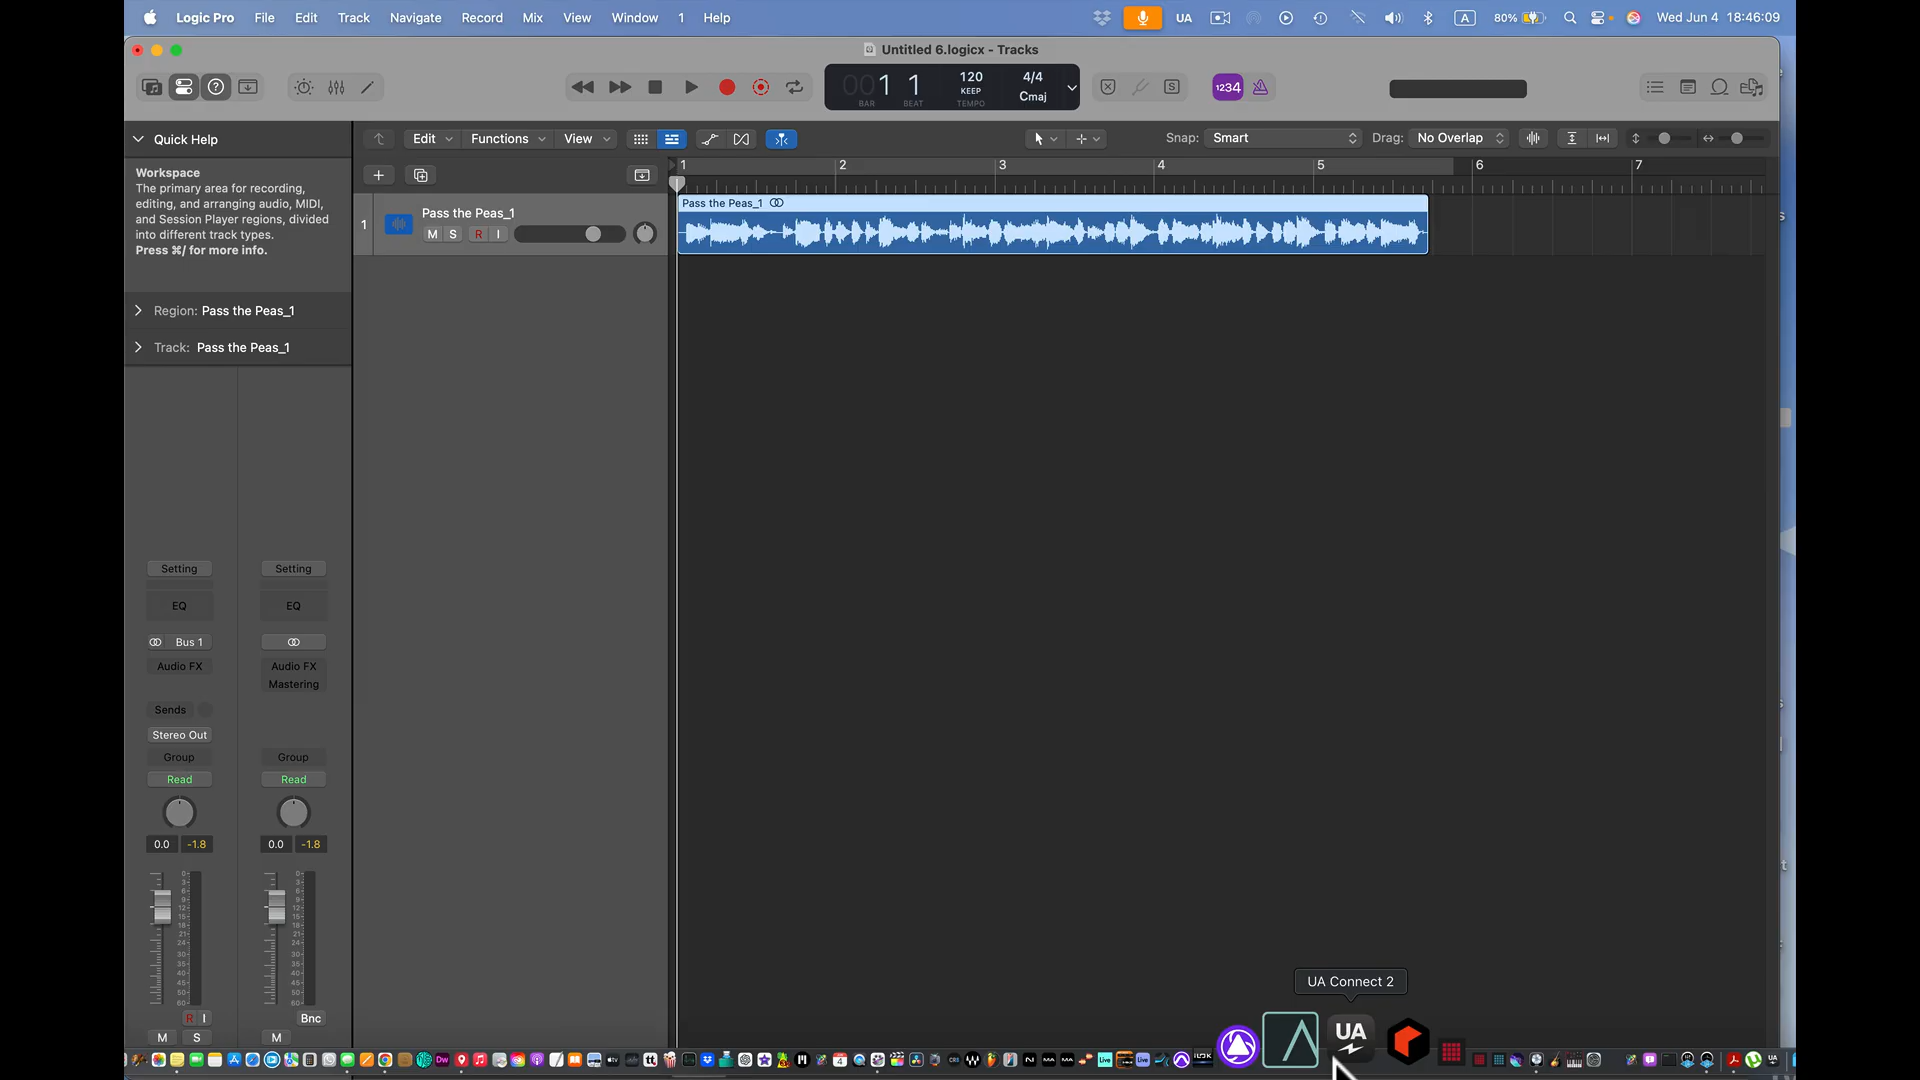 Logic Pro File Edit Track Navigate Record Mix View Window 1 Help
UA A 80% Wed Jun 4 18:46:09
Untitled 6.logicx - Tracks
001 1 120 4/4
KEEP Cmaj
BAR BEAT TEMPO
1234
S
Quick Help
Edit Functions View
Snap: Smart Drag: No Overlap
Workspace
The primary area for recording,
editing, and arranging audio, MIDI,
and Session Player regions, divided
into different track types.
Press ⌘/ for more info.
1 2 3 4 5 6 7
Pass the Peas_1
1 Pass the Peas_1
M S R I
Region: Pass the Peas_1
Track: Pass the Peas_1
Setting Setting
EQ EQ
Bus 1
Audio FX Audio FX
Mastering
Sends
Stereo Out
Group Group
Read Read
0.0 -1.8 0.0 -1.8
R I Bnc
M S M
UA Connect 2
UA